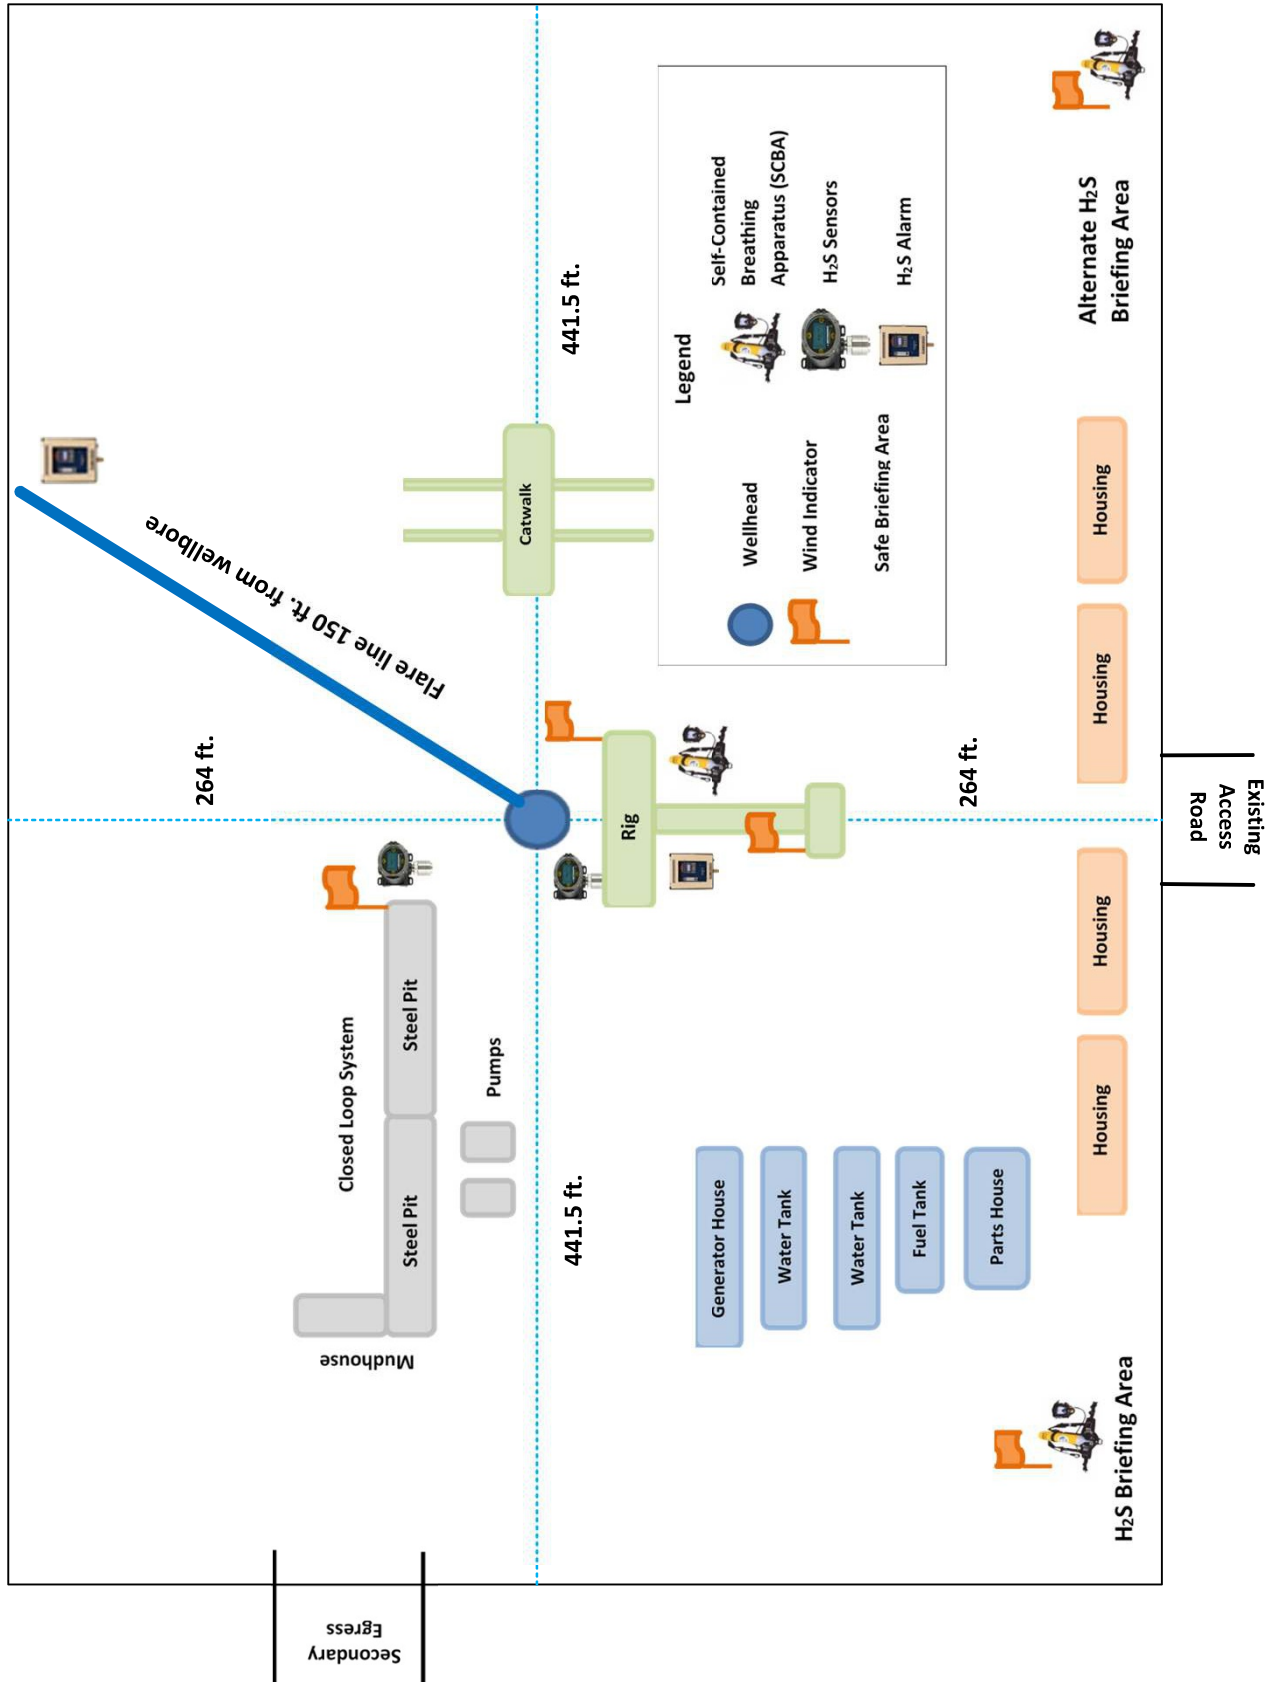 Secondary
Egress
Mudhouse
Closed Loop System
Steel Pit
Steel Pit
Pumps
264 ft.
Flare line 150 ft. from wellbore
441.5 ft.
441.5 ft.
Catwalk
Rig
264 ft.
Generator House
Water Tank
Water Tank
Fuel Tank
Parts House
Legend
Wellhead
Wind Indicator
Safe Briefing Area
Self-Contained
Breathing
Apparatus (SCBA)
H2S Sensors
H2S Alarm
H2S Briefing Area
Housing
Housing
Housing
Housing
Alternate H2S
Briefing Area
Existing
Access
Road